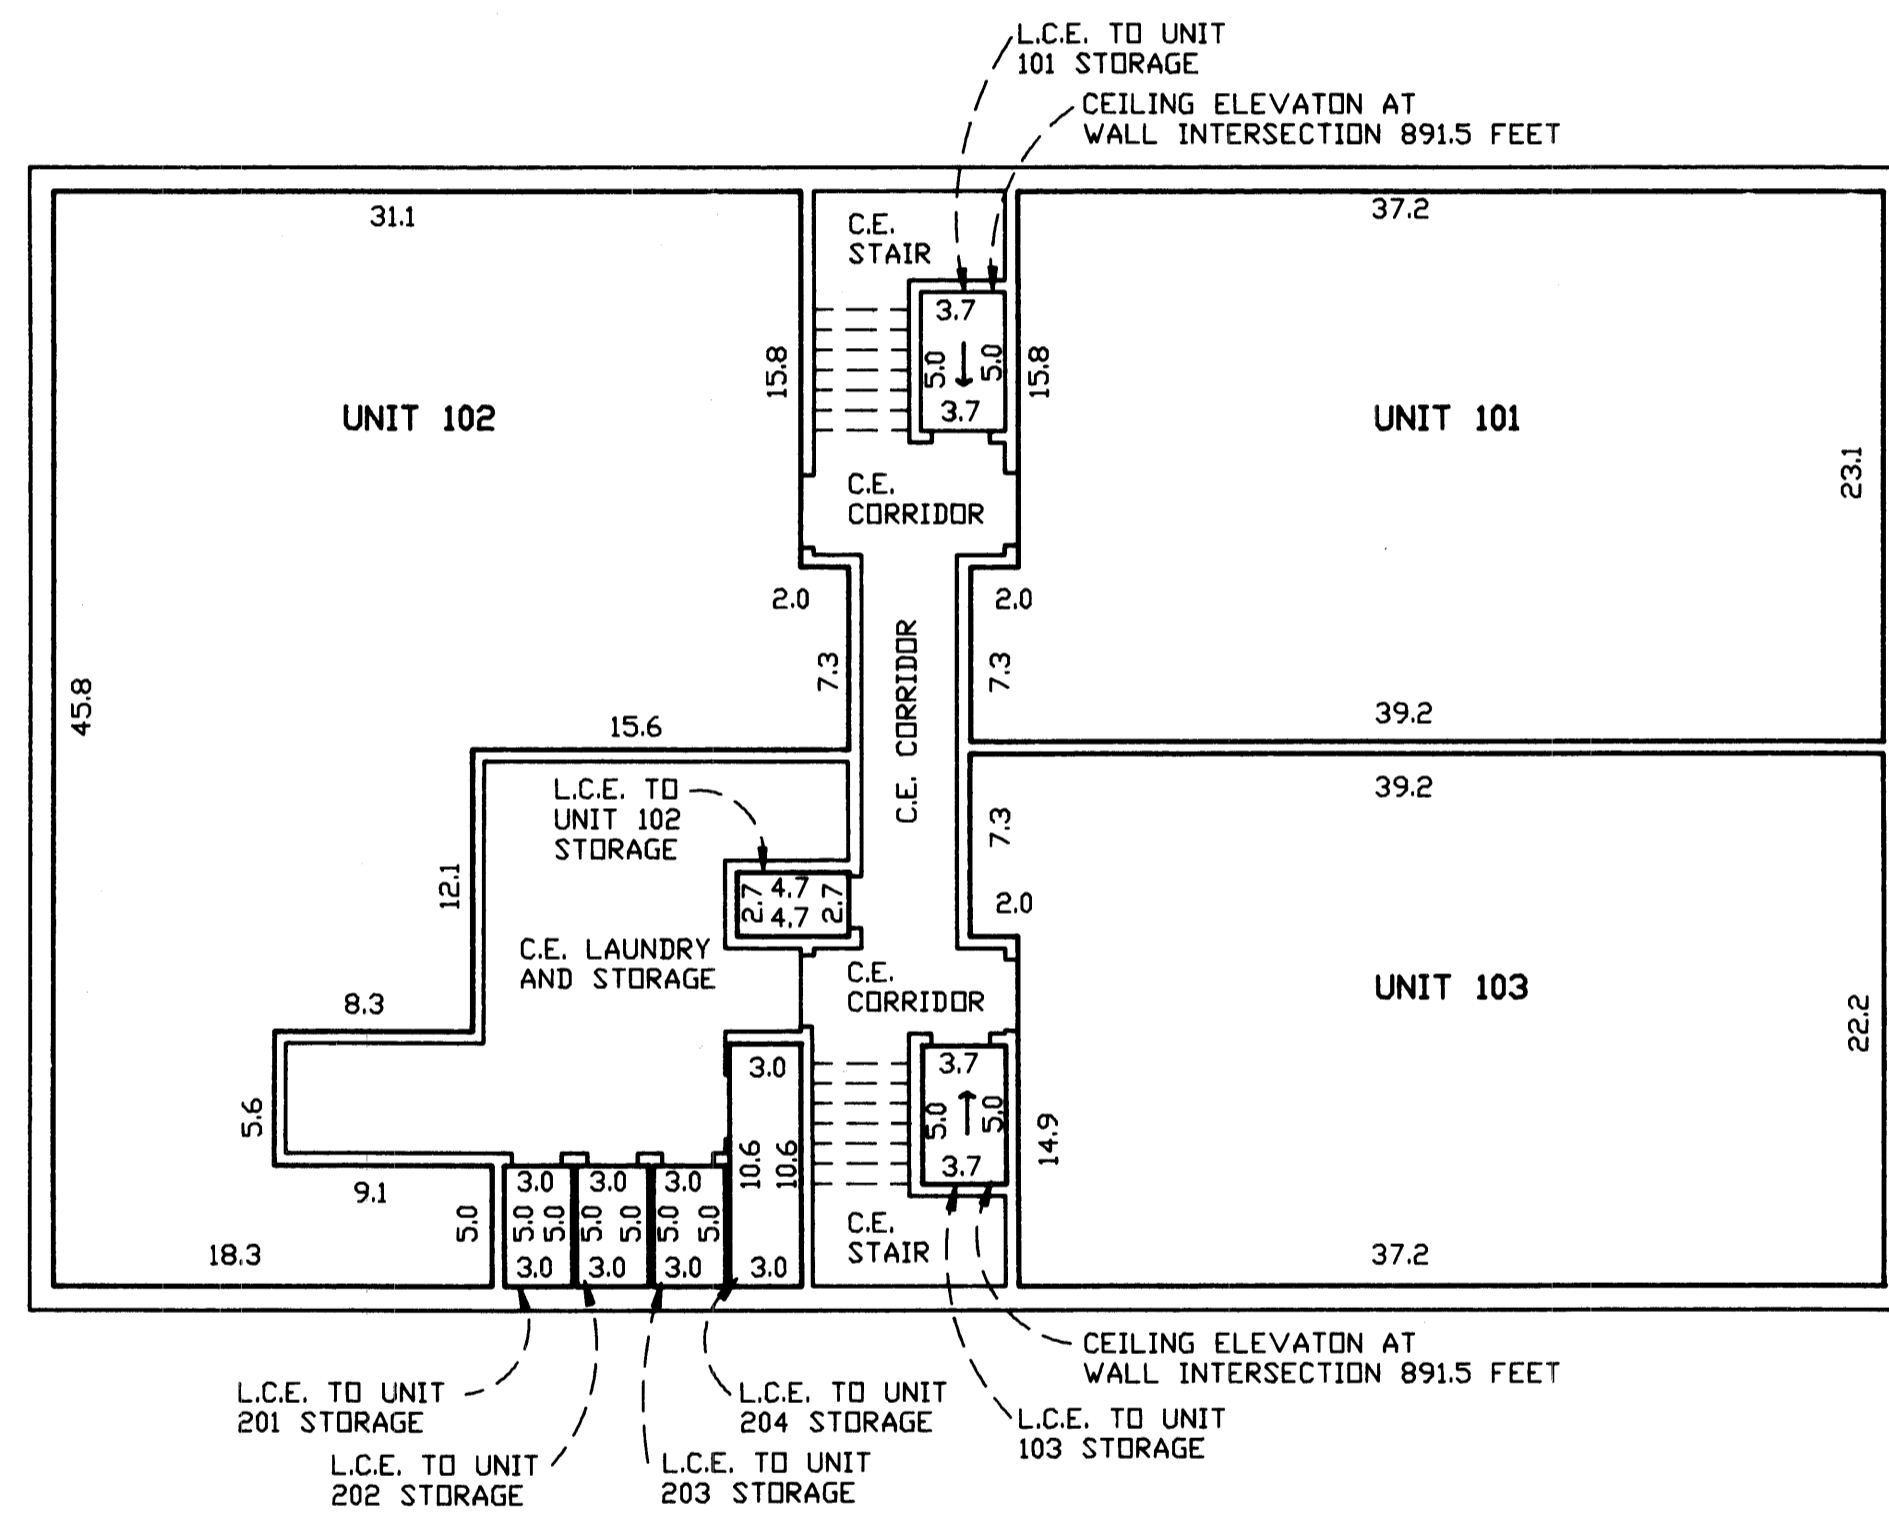 L.C.E. TO UNIT
101 STORAGE
CEILING ELEVATON AT
WALL INTERSECTION 891.5 FEET
31.1
C.E.
STAIR
37.2
3.7
15.8
5.0
5.0
15.8
3.7
UNIT 102
UNIT 101
23.1
C.E.
CORRIDOR
2.0
2.0
7.3
C.E. CORRIDOR
7.3
45.8
15.6
39.2
L.C.E. TO
UNIT 102
STORAGE
39.2
7.3
12.1
2.7
4.7
4.7
2.7
2.0
C.E. LAUNDRY
AND STORAGE
C.E.
CORRIDOR
UNIT 103
8.3
22.2
3.0
3.7
5.6
5.0
5.0
14.9
10.6
10.6
3.7
9.1
3.0
3.0
3.0
5.0
5.0
5.0
5.0
5.0
5.0
5.0
C.E.
STAIR
18.3
3.0
3.0
3.0
3.0
37.2
CEILING ELEVATON AT
WALL INTERSECTION 891.5 FEET
L.C.E. TO UNIT
201 STORAGE
L.C.E. TO UNIT
204 STORAGE
L.C.E. TO UNIT
103 STORAGE
L.C.E. TO UNIT
202 STORAGE
L.C.E. TO UNIT
203 STORAGE